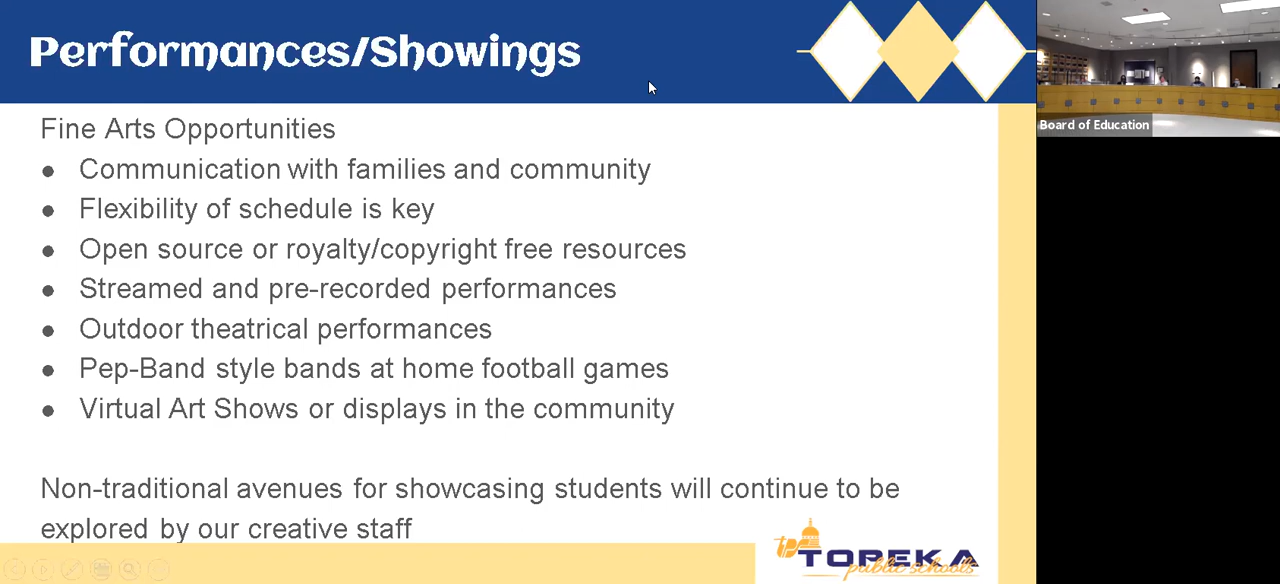 Performances/Showings
Fine Arts Opportunities
● Communication with families and community
● Flexibility of schedule is key
● Open source or royalty/copyright free resources
● Streamed and pre-recorded performances
● Outdoor theatrical performances
● Pep-Band style bands at home football games
● Virtual Art Shows or displays in the community
Non-traditional avenues for showcasing students will continue to be
explored by our creative staff
tps TOPEKA
public schools
Board of Education